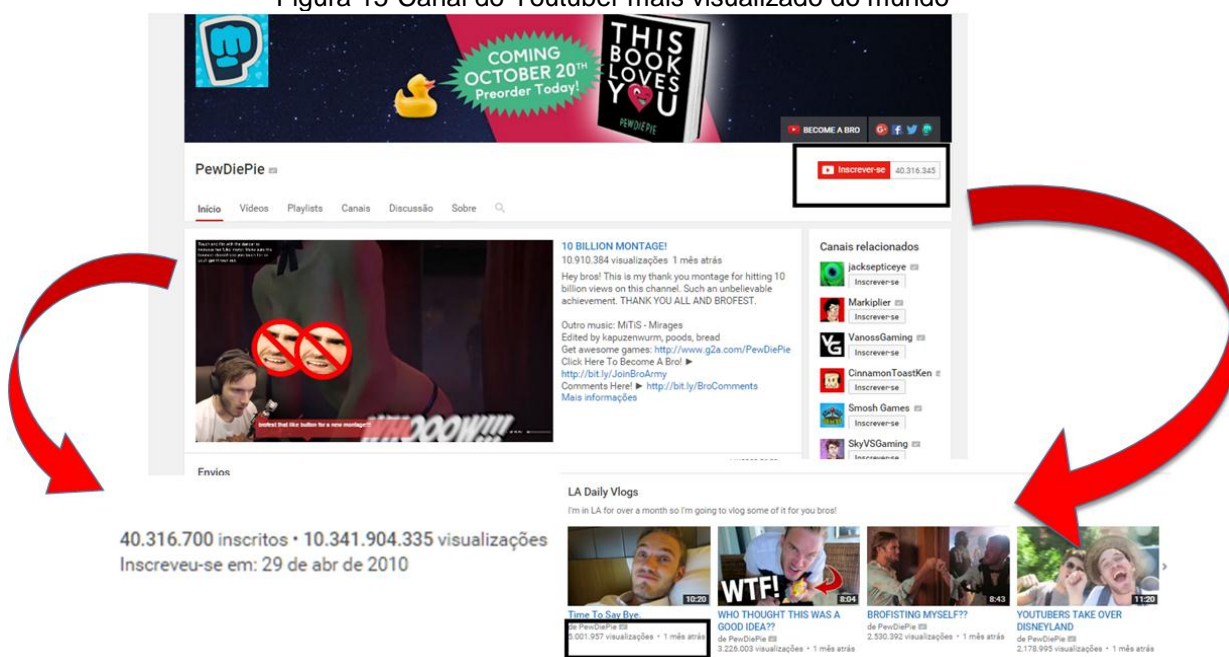 Figura 15 Canal do Youtuber mais visualizado do mundo
COMING
OCTOBER 20TH
Preorder Today!
THIS
BOOK
LOVES
YOU
PEWDIEPIE
BECOME A BRO
PewDiePie
Inscrever-se 40.316.345
Início Vídeos Playlists Canais Discussão Sobre
10 BILLION MONTAGE!
10.910.384 visualizações 1 mês atrás
Hey bros! This is my thank you montage for hitting 10
billion views on this channel. Such an unbelievable
achievement. THANK YOU ALL AND BROFEST.
Outro music: MiTiS - Mirages
Edited by kapuzenwurm, poods, bread
Get awesome games: http://www.g2a.com/PewDiePie
Click Here To Become A Bro! ►
http://bit.ly/JoinBroArmy
Comments Here! ► http://bit.ly/BroComments
Mais informações
brofest that like button for a new montage!!!
WHOOOW!!!
Canais relacionados
jacksepticeye
Inscrever-se
Markiplier
Inscrever-se
VG
VanossGaming
Inscrever-se
CinnamonToastKen
Inscrever-se
Smosh Games
Inscrever-se
SkyVSGaming
Inscrever-se
Envios
40.316.700 inscritos • 10.341.904.335 visualizações
Inscreveu-se em: 29 de abr de 2010
LA Daily Vlogs
I'm in LA for over a month so I'm going to vlog some of it for you bros!
10:20
Time To Say Bye.
de PewDiePie
5.001.957 visualizações • 1 mês atrás
WTF!
8:04
WHO THOUGHT THIS WAS A
GOOD IDEA??
de PewDiePie
3.226.003 visualizações • 1 mês atrás
8:43
BROFISTING MYSELF??
de PewDiePie
2.530.392 visualizações • 1 mês atrás
11:20
YOUTUBERS TAKE OVER
DISNEYLAND
de PewDiePie
2.178.995 visualizações • 1 mês atrás